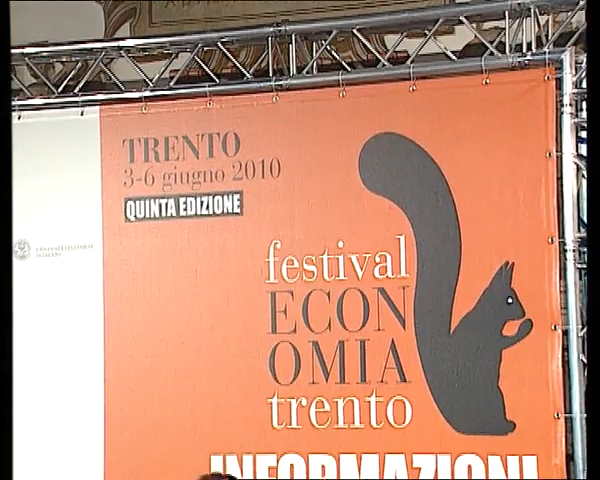 TRENTO
3-6 giugno 2010
QUINTA EDIZIONE
festival
ECON
OMIA
trento
INFORMAZIONI